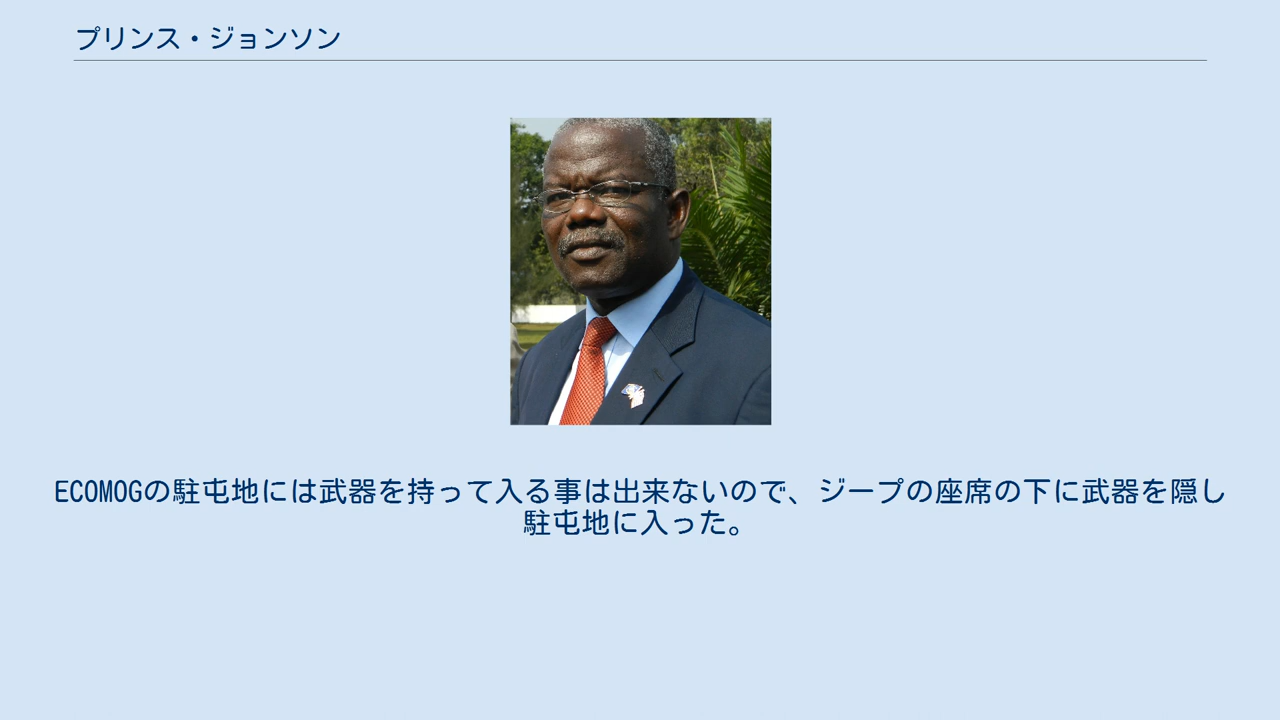 プリンス・ジョンソン
ECOMOGの駐屯地には武器を持って入る事は出来ないので、ジープの座席の下に武器を隠し
駐屯地に入った。